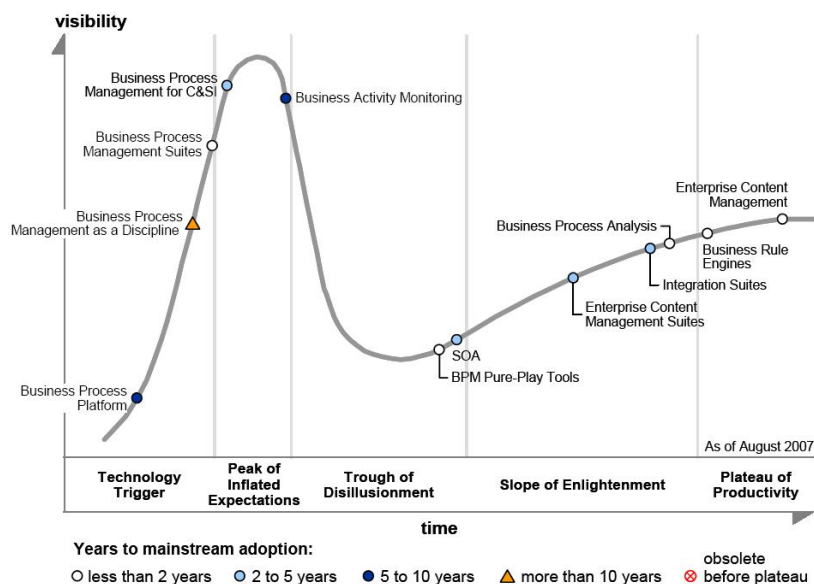 visibility
Business Process
Management for C&SI
Business Activity Monitoring
Business Process
Management Suites
Business Process
Management as a Discipline
Business Process
Platform
Enterprise Content
Management
Business Process Analysis
Business Rule
Engines
Integration Suites
Enterprise Content
Management Suites
SOA
BPM Pure-Play Tools
As of August 2007
Technology
Trigger
Peak of
Inflated
Expectations
Trough of
Disillusionment
Slope of Enlightenment
Plateau of
Productivity
time
Years to mainstream adoption:
less than 2 years
2 to 5 years
5 to 10 years
more than 10 years
obsolete
before plateau